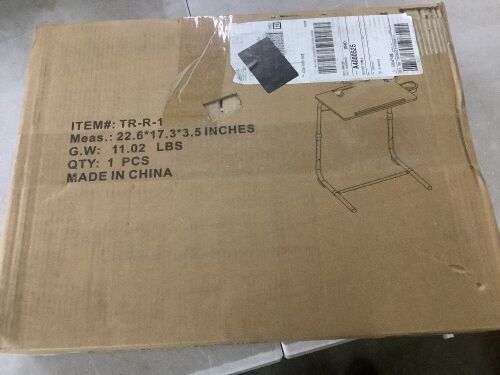 ITEM#: TR-R-1
Meas.: 22.6*17.3*3.5 INCHES
G.W: 11.02 LBS
QTY: 1 PCS
MADE IN CHINA